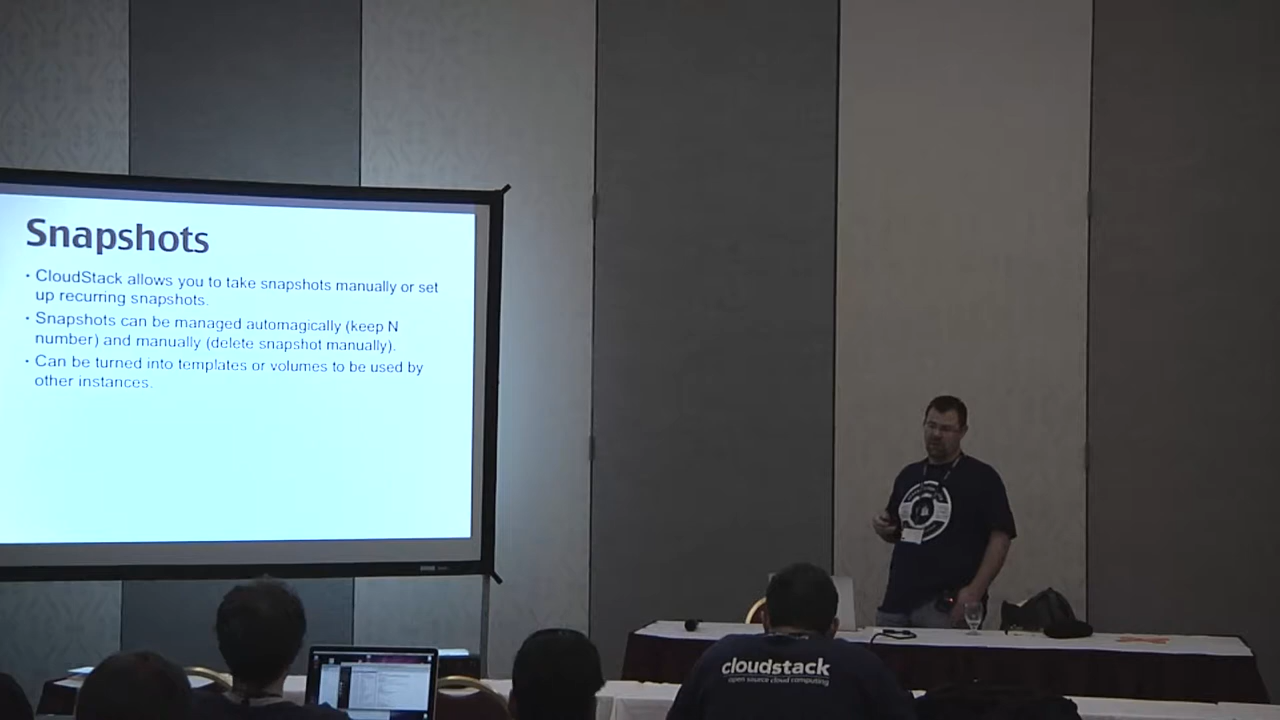 Snapshots
• CloudStack allows you to take snapshots manually or set
up recurring snapshots.
• Snapshots can be managed automagically (keep N
number) and manually (delete snapshot manually).
• Can be turned into templates or volumes to be used by
other instances.
cloudstack
open source cloud computing